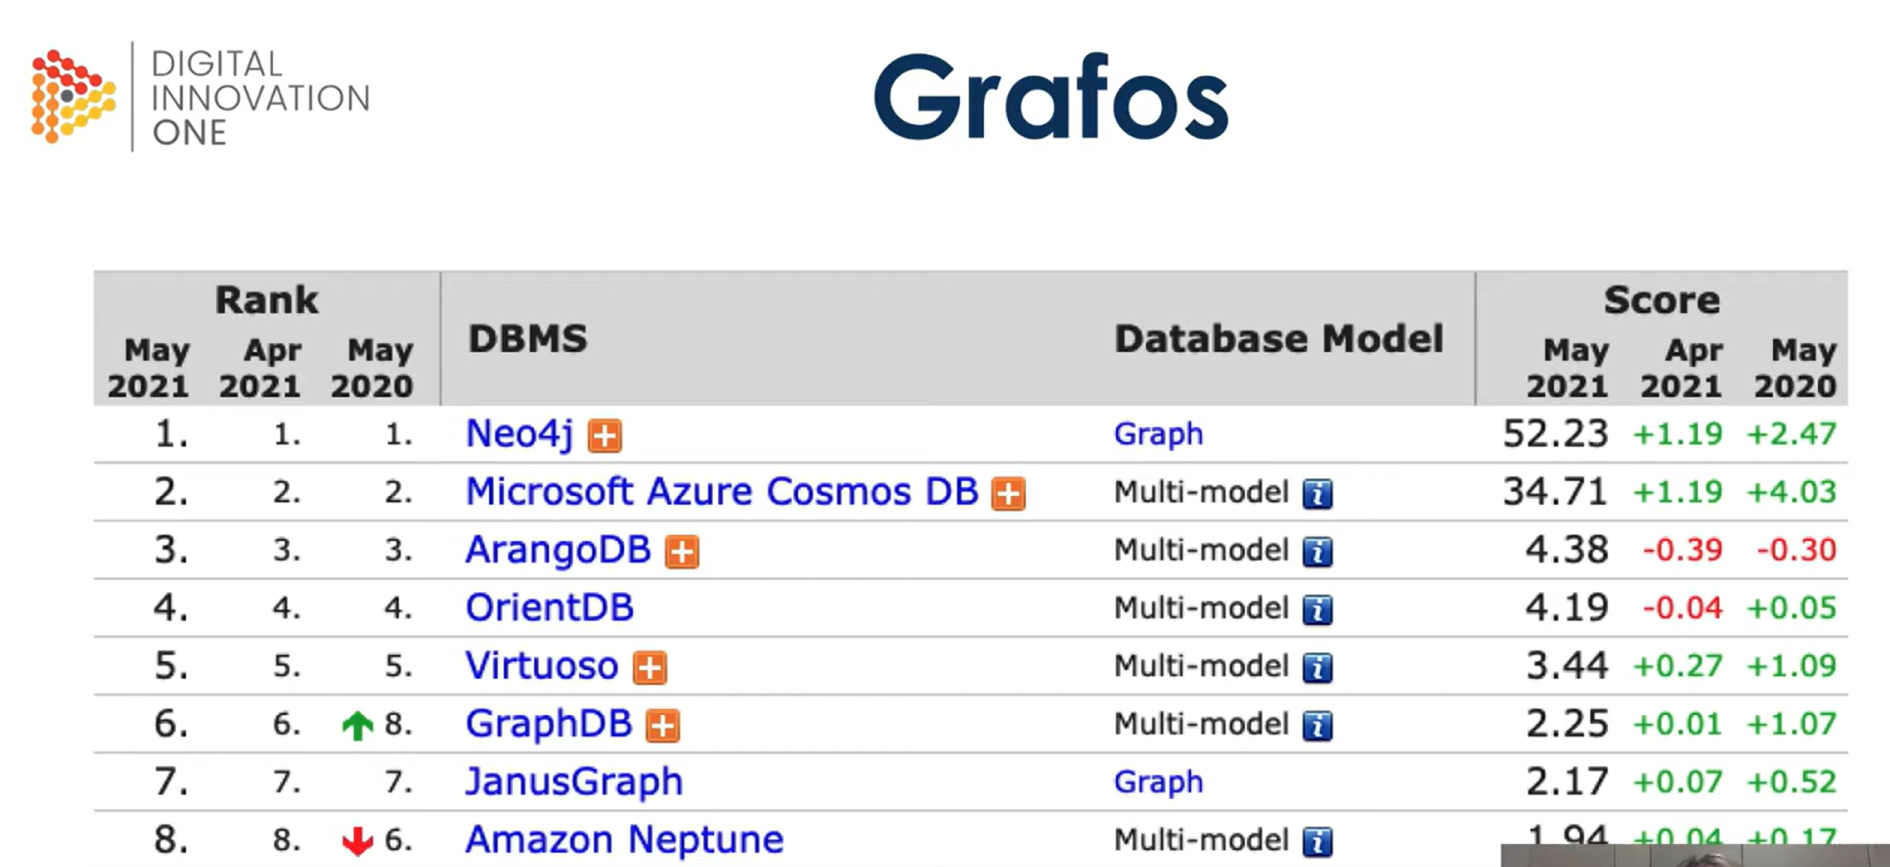 DIGITAL
INNOVATION
ONE
Grafos
Rank
Score
DBMS
Database Model
May 2021
Apr 2021
May 2020
May 2021
Apr 2021
May 2020
1. 1. 1. Neo4j Graph 52.23 +1.19 +2.47
2. 2. 2. Microsoft Azure Cosmos DB Multi-model i 34.71 +1.19 +4.03
3. 3. 3. ArangoDB Multi-model i 4.38 -0.39 -0.30
4. 4. 4. OrientDB Multi-model i 4.19 -0.04 +0.05
5. 5. 5. Virtuoso Multi-model i 3.44 +0.27 +1.09
6. 6. 8. GraphDB Multi-model i 2.25 +0.01 +1.07
7. 7. 7. JanusGraph Graph 2.17 +0.07 +0.52
8. 8. 6. Amazon Neptune Multi-model i 1.94 +0.04 +0.17